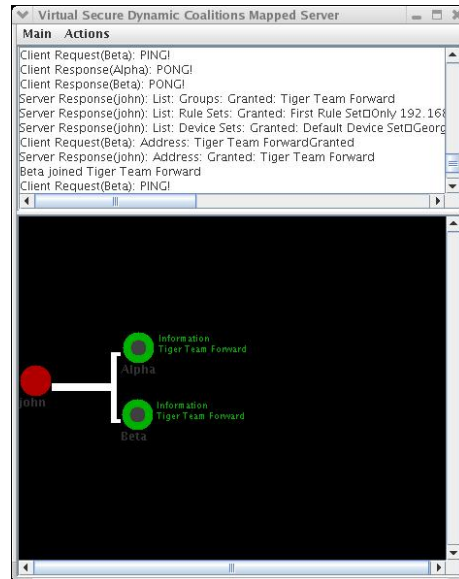 Virtual Secure Dynamic Coalitions Mapped Server
Main Actions
Client Request(Beta): PING!
Client Response(Alpha): PONG!
Client Response(Beta): PONG!
Server Response(john): List: Groups: Granted: Tiger Team Forward
Server Response(john): List: Rule Sets: Granted: First Rule Set□Only 192.168
Server Response(john): List: Device Sets: Granted: Default Device Set□Georg
Client Request(Beta): Address: Tiger Team ForwardGranted
Server Response(john): Address: Granted: Tiger Team Forward
Beta joined Tiger Team Forward
Client Request(Beta): PING!
Information
Tiger Team Forward
Alpha
john
Information
Tiger Team Forward
Beta